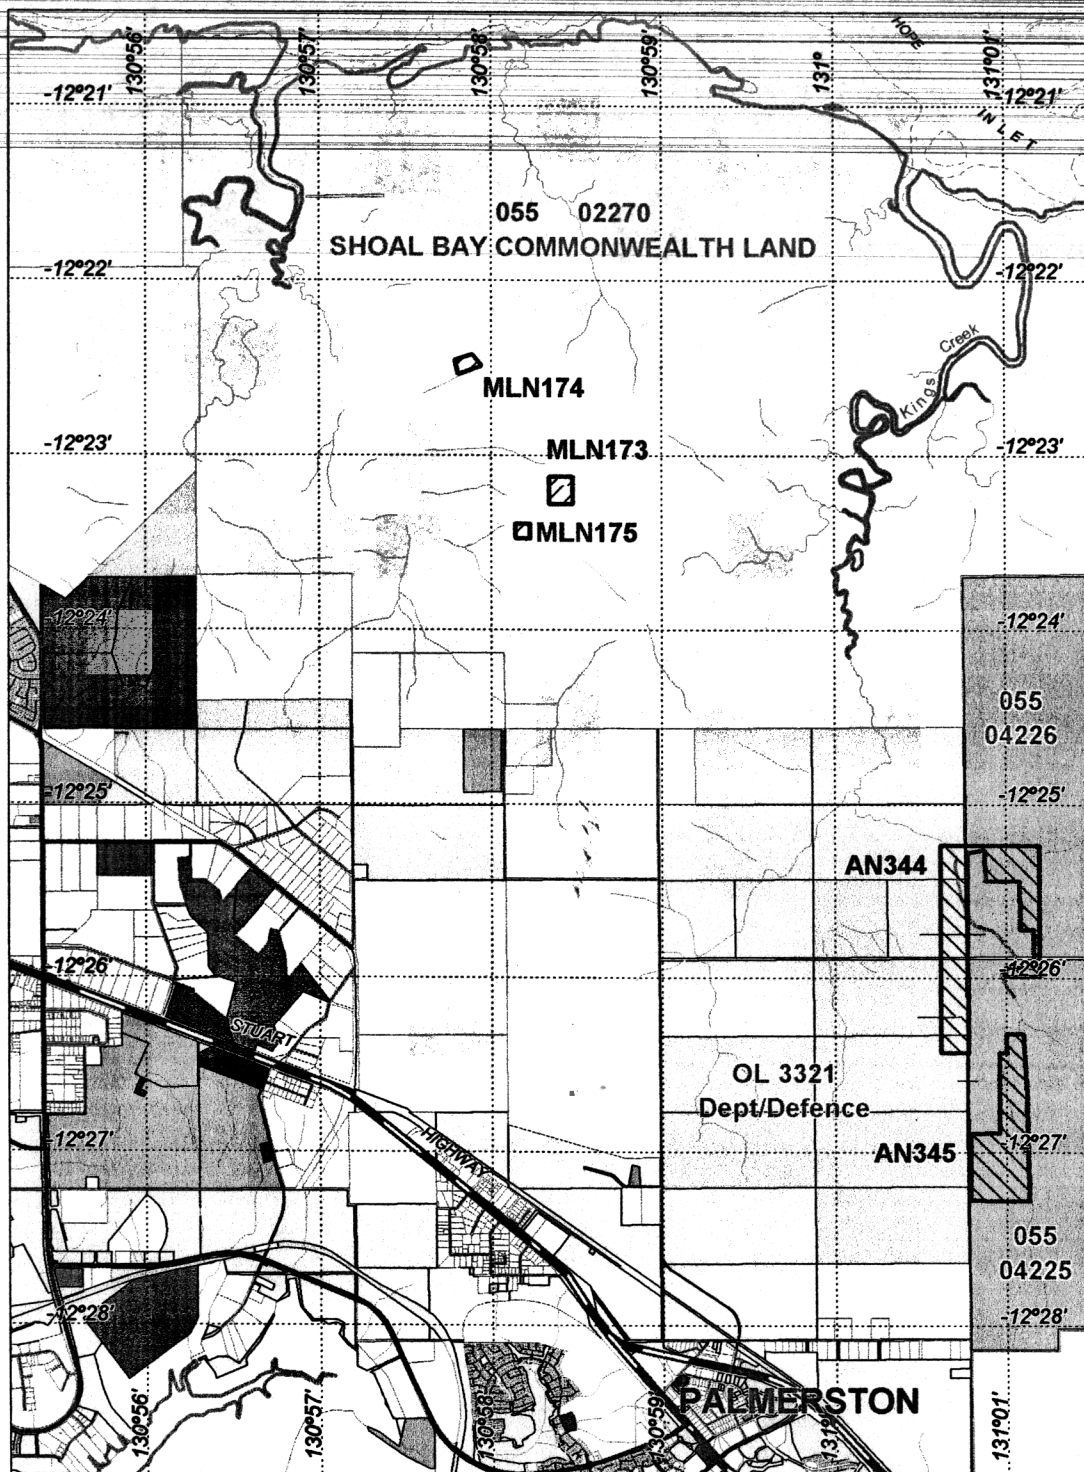 130°56'
130°57'
130°58'
130°59'
131°
131°01'
HOPE
INLET
-12°21'
-12°21'
055 02270
SHOAL BAY COMMONWEALTH LAND
-12°22'
-12°22'
Kings Creek
MLN174
-12°23'
-12°23'
MLN173
MLN175
-12°24'
-12°24'
055
04226
-12°25'
-12°25'
AN344
-12°26'
-12°26'
STUART
HIGHWAY
OL 3321
Dept/Defence
-12°27'
-12°27'
AN345
055
04225
-12°28'
-12°28'
PALMERSTON
130°56'
130°57'
130°58'
130°59'
131°01'